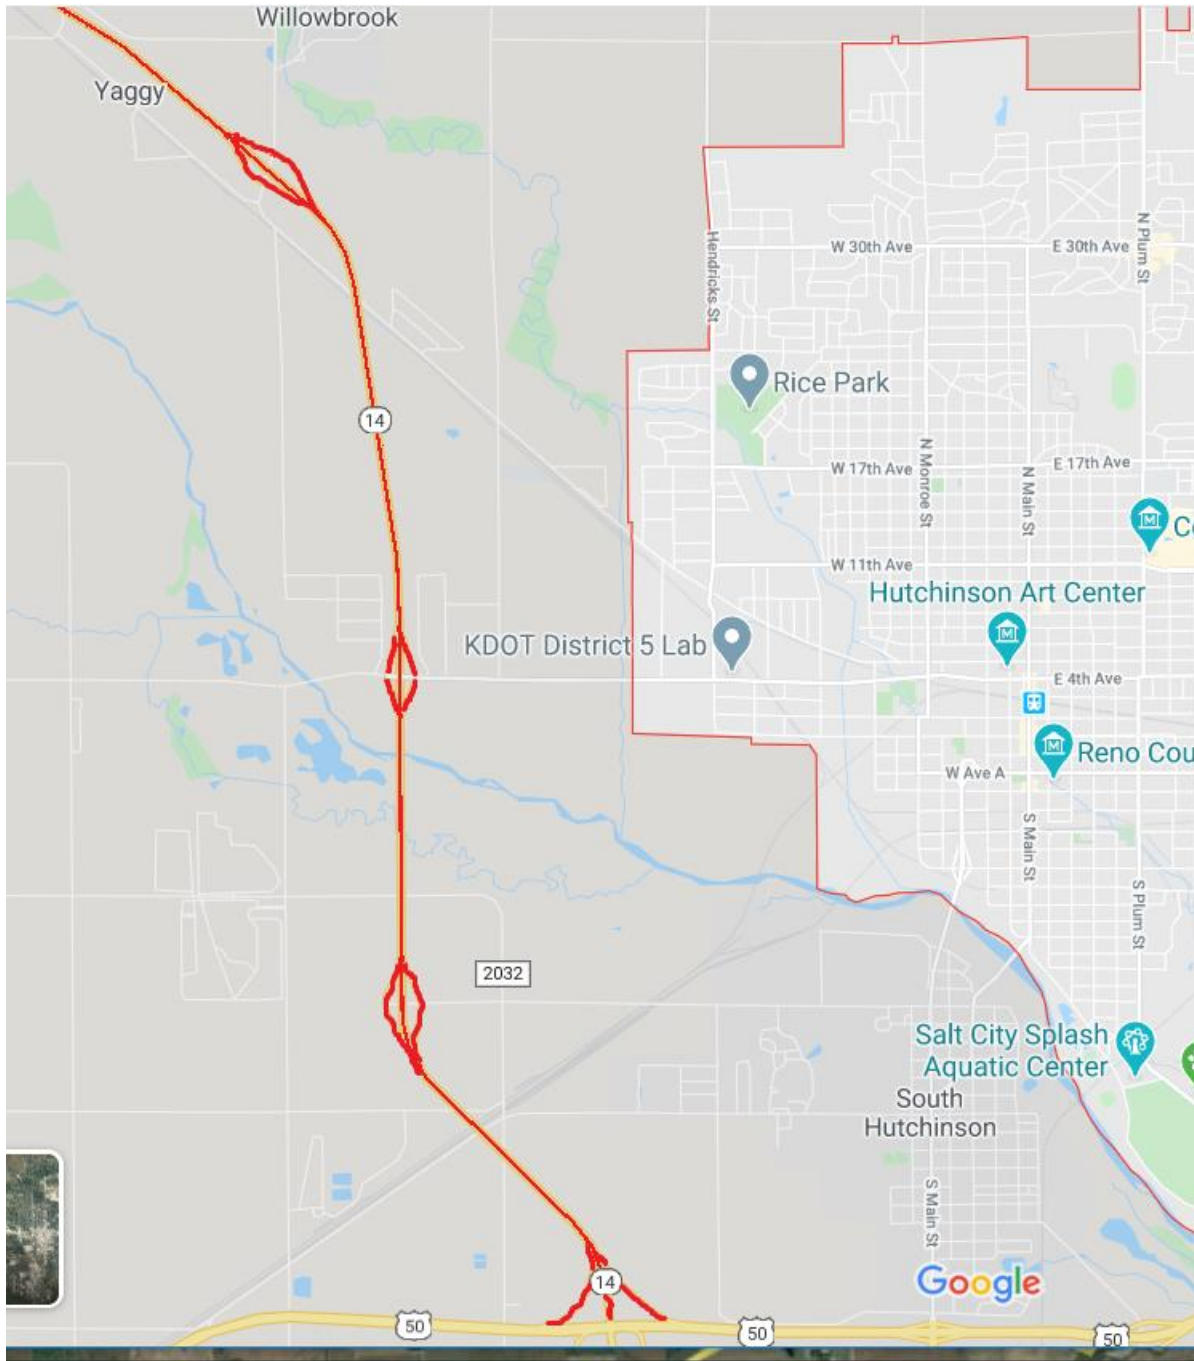 Willowbrook
Yaggy
Hendricks St
W 30th Ave
E 30th Ave
N Plum St
14
Rice Park
W 17th Ave
N Monroe St
N Main St
E 17th Ave
W 11th Ave
Hutchinson Art Center
KDOT District 5 Lab
E 4th Ave
Reno Cou
W Ave A
S Main St
S Plum St
2032
Salt City Splash
Aquatic Center
South
Hutchinson
S Main St
14
Google
50
50
50